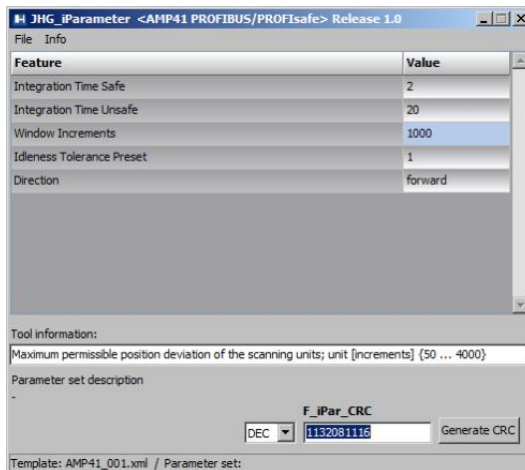 JHG_iParameter <AMP41 PROFIBUS/PROFIsafe> Release 1.0
File Info
Feature Value
Integration Time Safe 2
Integration Time Unsafe 20
Window Increments 1000
Idleness Tolerance Preset 1
Direction forward
Tool information:
Maximum permissible position deviation of the scanning units; unit [increments] {50 ... 4000}
Parameter set description
-
F_iPar_CRC
DEC 1132081116 Generate CRC
Template: AMP41_001.xml / Parameter set: